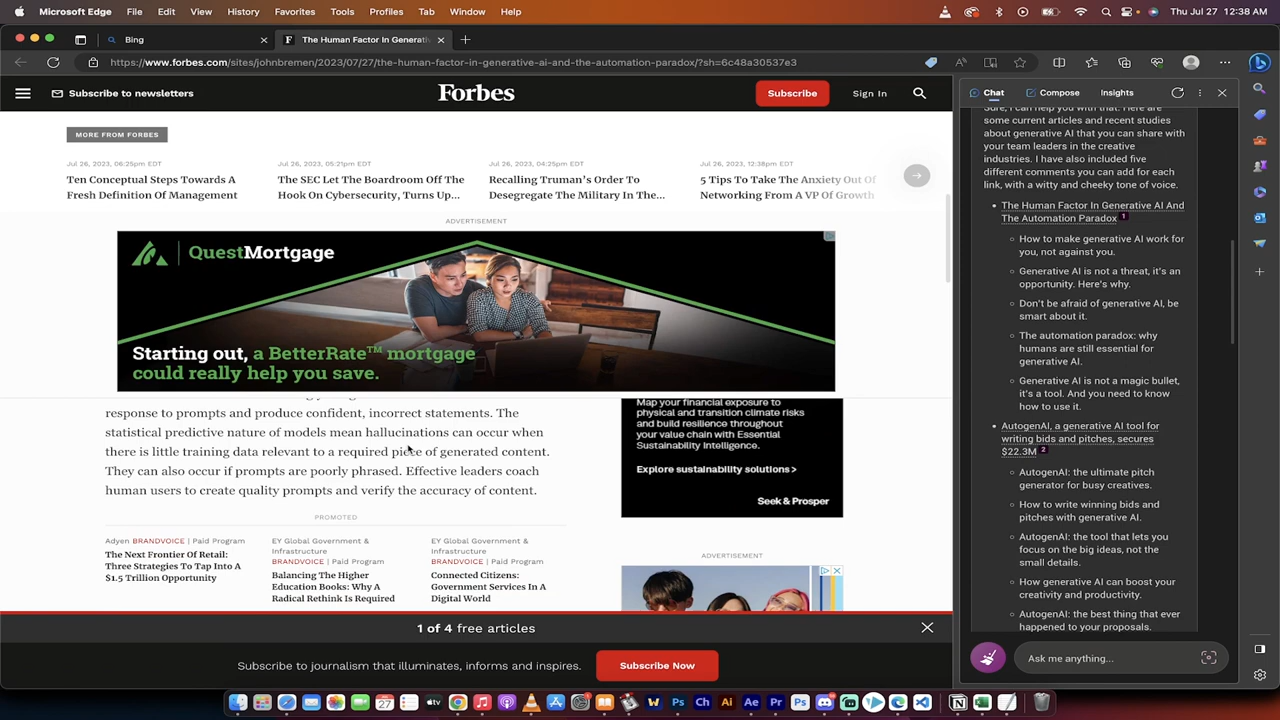 Microsoft Edge File Edit View History Favorites Tools Profiles Tab Window Help
Thu Jul 27 12:38 AM
Bing
The Human Factor In Generati
https://www.forbes.com/sites/johnbremen/2023/07/27/the-human-factor-in-generative-ai-and-the-automation-paradox/?sh=6c48a30537e3
Subscribe to newsletters
Forbes
Subscribe
Sign In
MORE FROM FORBES
Jul 26, 2023, 06:25pm EDT
Ten Conceptual Steps Towards A
Fresh Definition Of Management
Jul 26, 2023, 05:21pm EDT
The SEC Let The Boardroom Off The
Hook On Cybersecurity, Turns Up...
Jul 26, 2023, 04:25pm EDT
Recalling Truman's Order To
Desegregate The Military In The...
Jul 26, 2023, 12:38pm EDT
5 Tips To Take The Anxiety Out Of
Networking From A VP Of Growth
ADVERTISEMENT
QuestMortgage
Starting out, a BetterRate™ mortgage
could really help you save.
response to prompts and produce confident, incorrect statements. The
statistical predictive nature of models mean hallucinations can occur when
there is little training data relevant to a required piece of generated content.
They can also occur if prompts are poorly phrased. Effective leaders coach
human users to create quality prompts and verify the accuracy of content.
PROMOTED
Adyen BRANDVOICE | Paid Program
The Next Frontier Of Retail:
Three Strategies To Tap Into A
$1.5 Trillion Opportunity
EY Global Government &
Infrastructure
BRANDVOICE | Paid Program
Balancing The Higher
Education Books: Why A
Radical Rethink Is Required
EY Global Government &
Infrastructure
BRANDVOICE | Paid Program
Connected Citizens:
Government Services In A
Digital World
Map your financial exposure to
physical and transition climate risks
and build resilience throughout
your value chain with Essential
Sustainability Intelligence.
Explore sustainability solutions >
Seek & Prosper
ADVERTISEMENT
1 of 4 free articles
Subscribe to journalism that illuminates, informs and inspires.
Subscribe Now
Chat
Compose
Insights
Sure, I can help you with that. Here are
some current articles and recent studies
about generative AI that you can share with
your team leaders in the creative
industries. I have also included five
different comments you can add for each
link, with a witty and cheeky tone of voice.
The Human Factor In Generative AI And
The Automation Paradox 1
How to make generative AI work for
you, not against you.
Generative AI is not a threat, it's an
opportunity. Here's why.
Don't be afraid of generative AI, be
smart about it.
The automation paradox: why
humans are still essential for
generative AI.
Generative AI is not a magic bullet,
it's a tool. And you need to know
how to use it.
AutogenAI, a generative AI tool for
writing bids and pitches, secures
$22.3M 2
AutogenAI: the ultimate pitch
generator for busy creatives.
How to write winning bids and
pitches with generative AI.
AutogenAI: the tool that lets you
focus on the big ideas, not the
small details.
How generative AI can boost your
creativity and productivity.
AutogenAI: the best thing that ever
happened to your proposals.
Ask me anything...